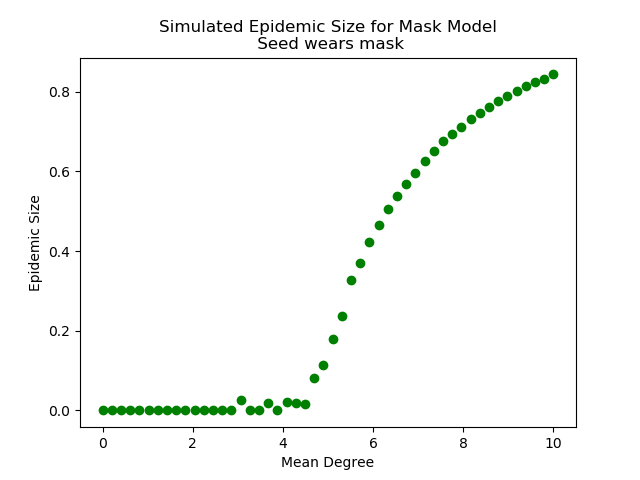 Simulated Epidemic Size for Mask Model
Seed wears mask
0.8
0.6
0.4
0.2
0.0
Epidemic Size
0 2 4 6 8 10
Mean Degree